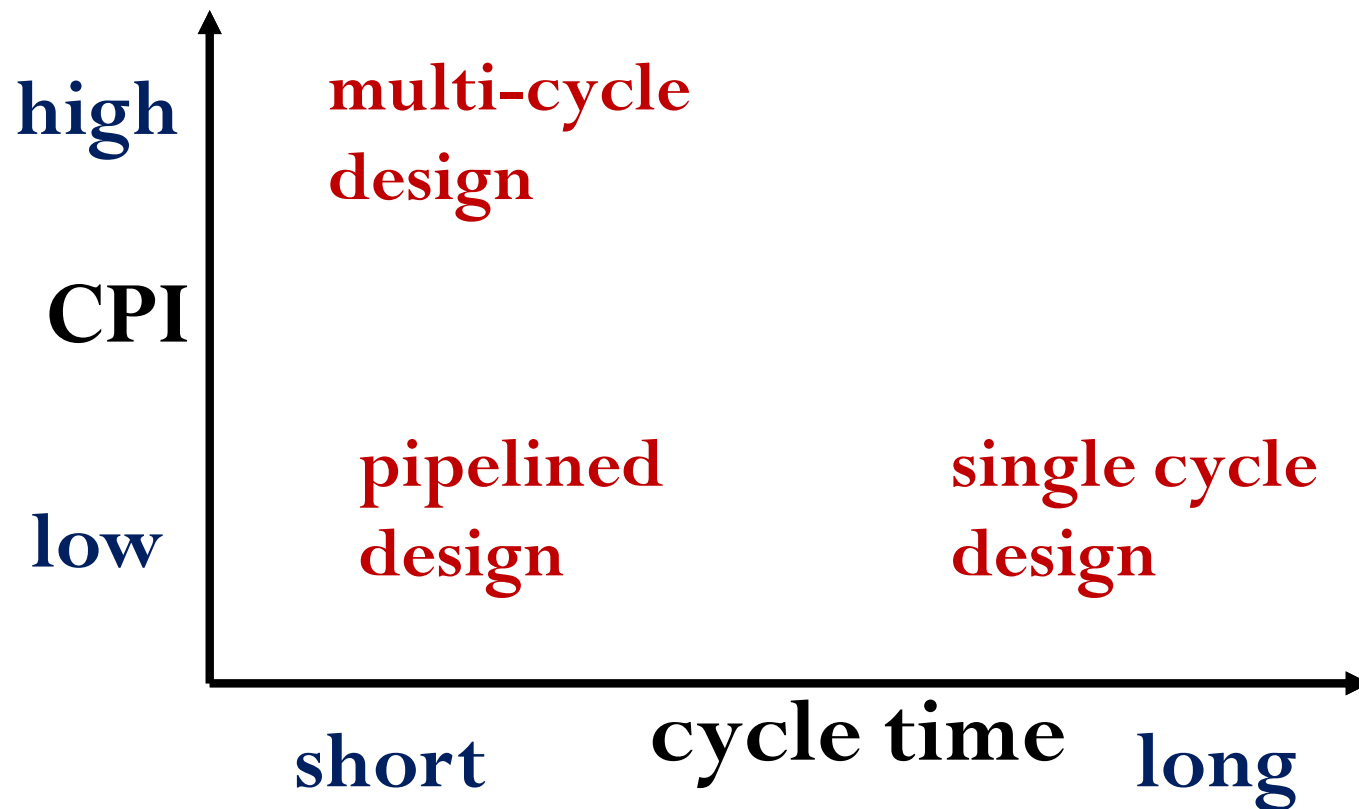 high
multi-cycle
design
CPI
low
pipelined
design
single cycle
design
cycle time
short
long